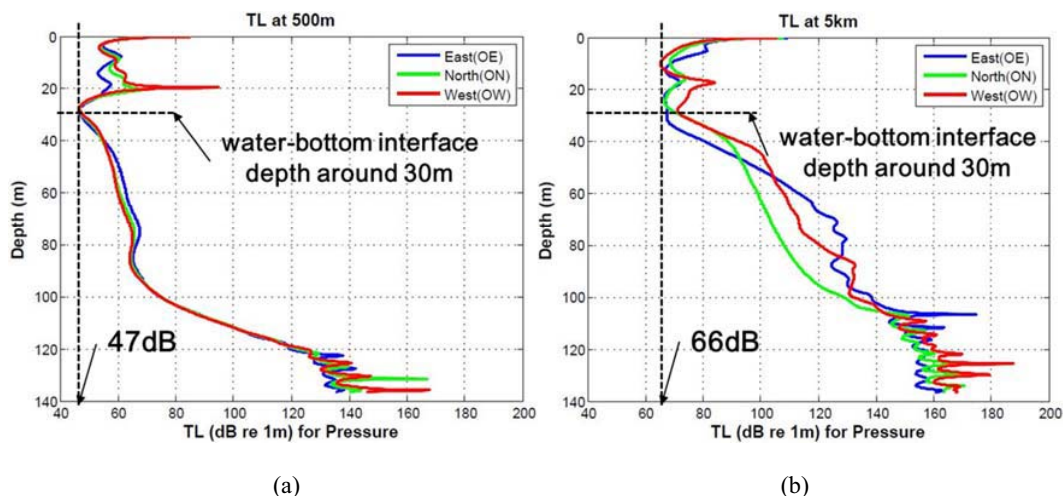 TL at 500m
0
20
40
60
80
100
120
140
Depth (m)
East(OE)
North(ON)
West(OW)
water-bottom interface
depth around 30m
47dB
40 60 80 100 120 140 160 180 200
TL (dB re 1m) for Pressure
(a)
TL at 5km
0
20
40
60
80
100
120
140
Depth (m)
East(OE)
North(ON)
West(OW)
water-bottom interface
depth around 30m
66dB
40 60 80 100 120 140 160 180 200
TL (dB re 1m) for Pressure
(b)